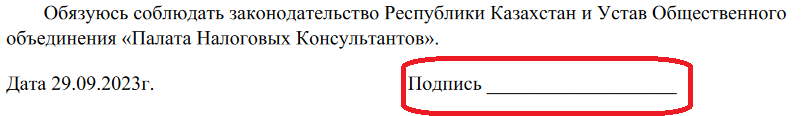 Обязуюсь соблюдать законодательство Республики Казахстан и Устав Общественного
объединения «Палата Налоговых Консультантов».
Дата 29.09.2023г. Подпись ___________________